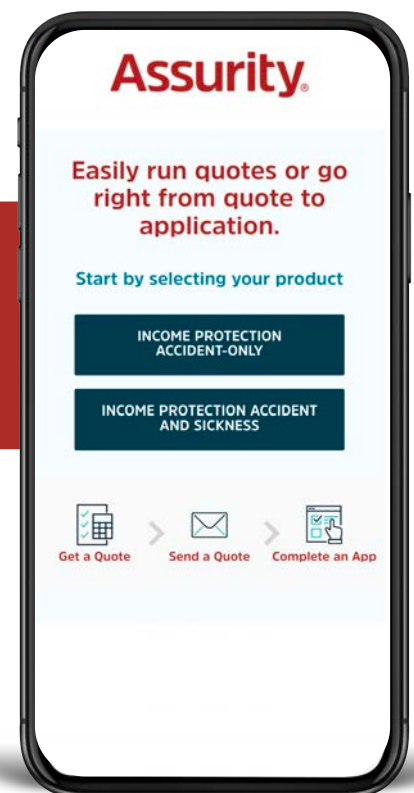 Assurity®
Easily run quotes or go
right from quote to
application.
Start by selecting your product
INCOME PROTECTION
ACCIDENT-ONLY
INCOME PROTECTION ACCIDENT
AND SICKNESS
Get a Quote Send a Quote Complete an App